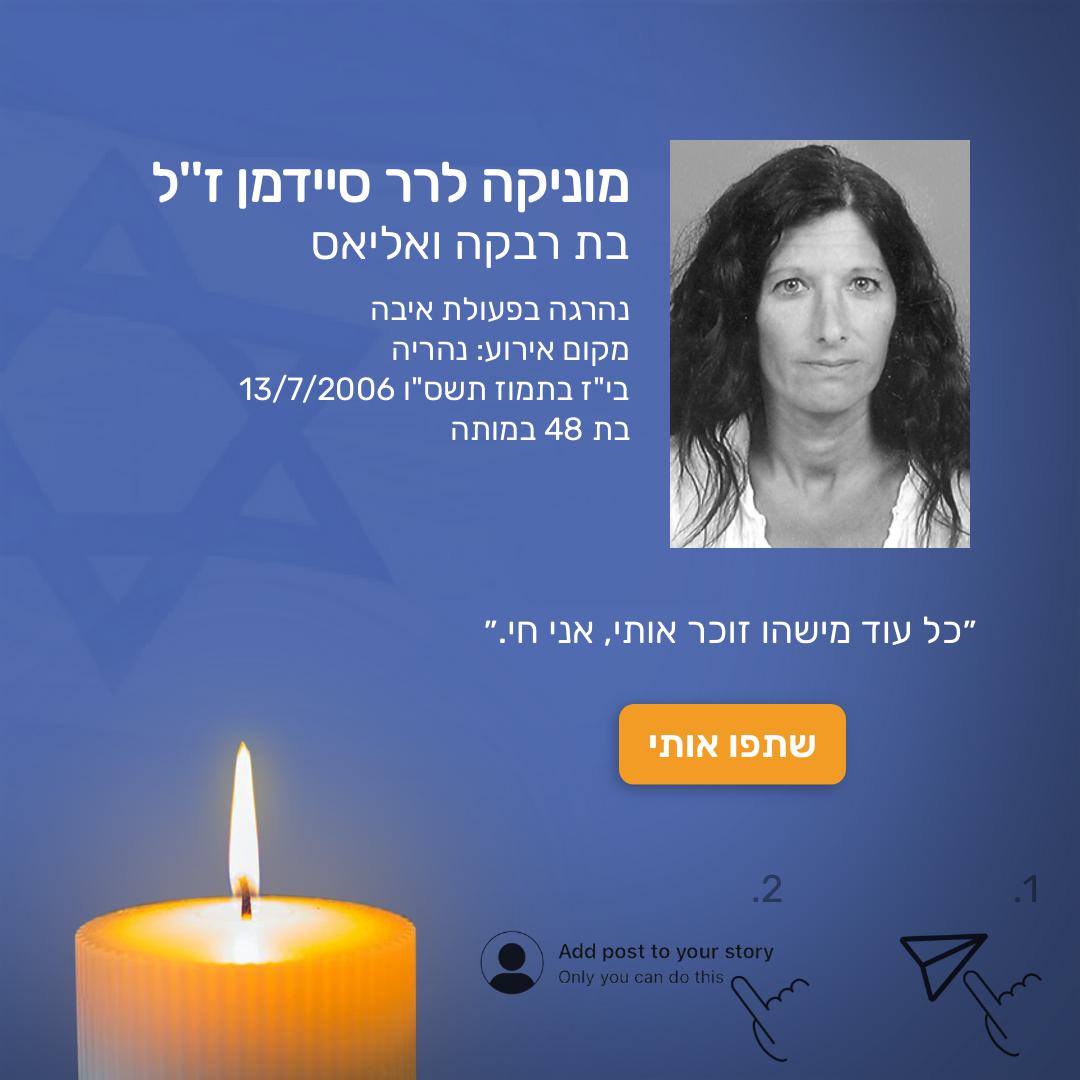 מוניקה לרר סיידמן ז"ל
בת רבקה ואליאס
נהרגה בפעולת איבה
מקום אירוע: נהריה
בי"ז בתמוז תשס"ו 13/7/2006
בת 48 במותה
״כל עוד מישהו זוכר אותי, אני חי.״
שתפו אותי
1.
2.
Add post to your story
Only you can do this